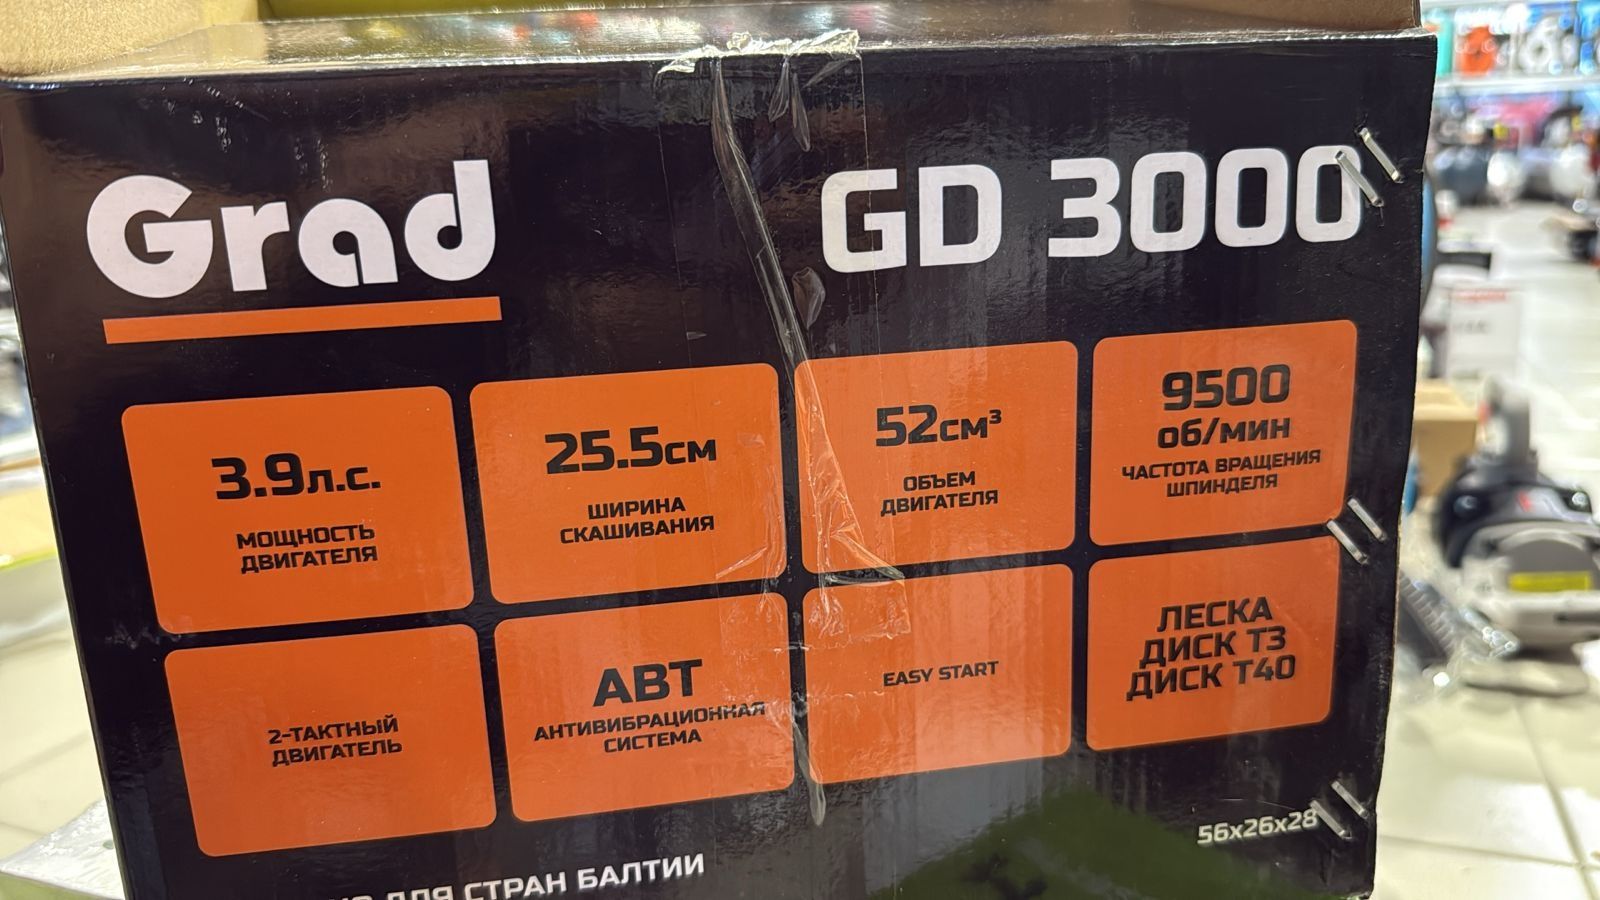 Grad
GD 3000
3.9л.с.
МОЩНОСТЬ
ДВИГАТЕЛЯ
25.5см
ШИРИНА
СКАШИВАНИЯ
52см³
ОБЪЕМ
ДВИГАТЕЛЯ
9500
об/мин
ЧАСТОТА ВРАЩЕНИЯ
ШПИНДЕЛЯ
2-ТАКТНЫЙ
ДВИГАТЕЛЬ
АВТ
АНТИВИБРАЦИОННАЯ
СИСТЕМА
EASY START
ЛЕСКА
ДИСК Т3
ДИСК Т40
56x26x28
ДЛЯ СТРАН БАЛТИИ